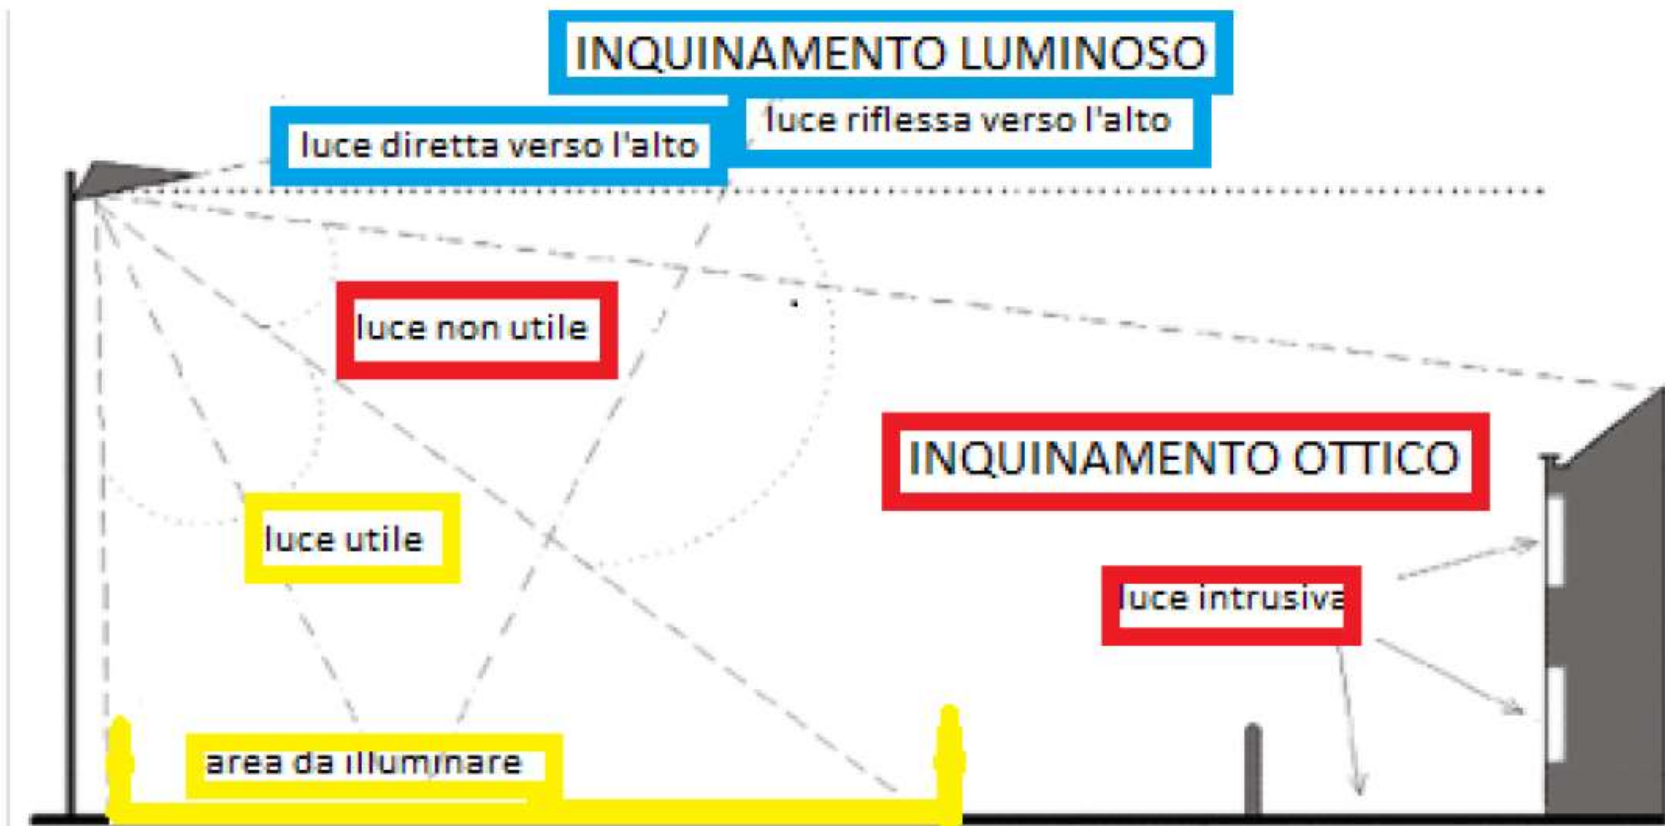 INQUINAMENTO LUMINOSO
luce riflessa verso l'alto
luce diretta verso l'alto
luce non utile
INQUINAMENTO OTTICO
luce utile
luce intrusiva
area da illuminare